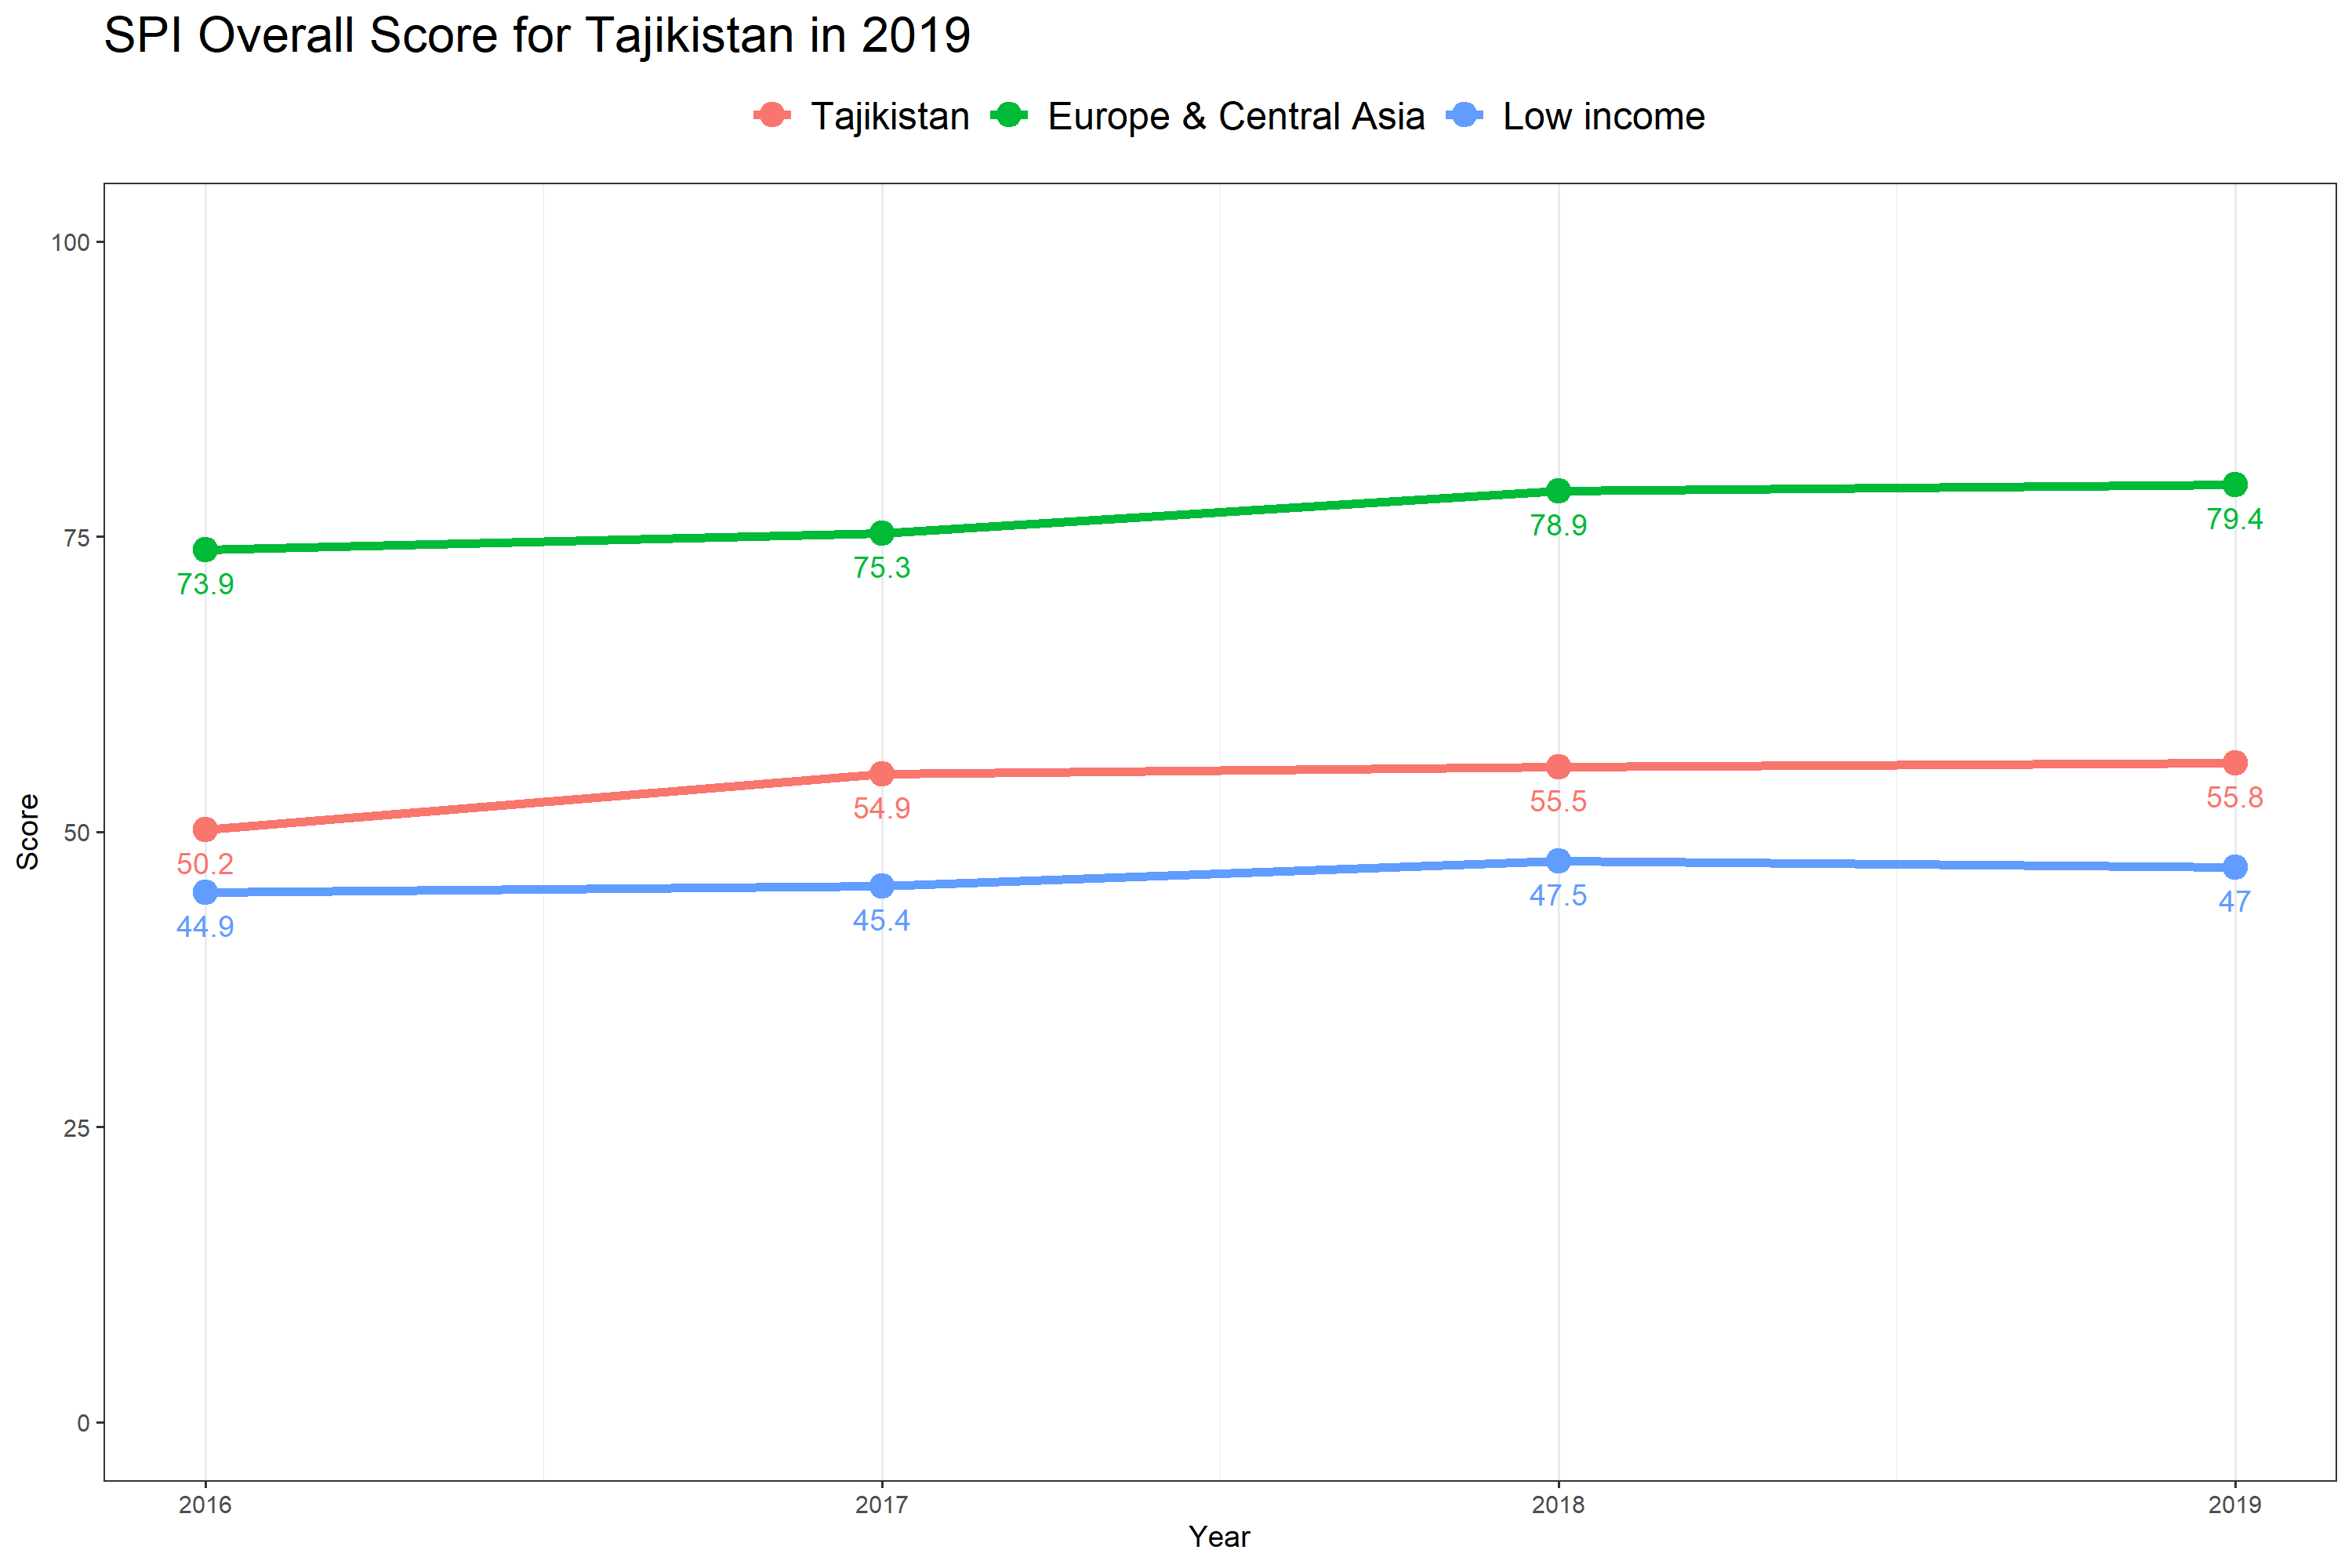 SPI Overall Score for Tajikistan in 2019
Tajikistan Europe & Central Asia Low income
100
75
50
25
0
Score
73.9 75.3 78.9 79.4
50.2 54.9 55.5 55.8
44.9 45.4 47.5 47
2016 2017 2018 2019
Year